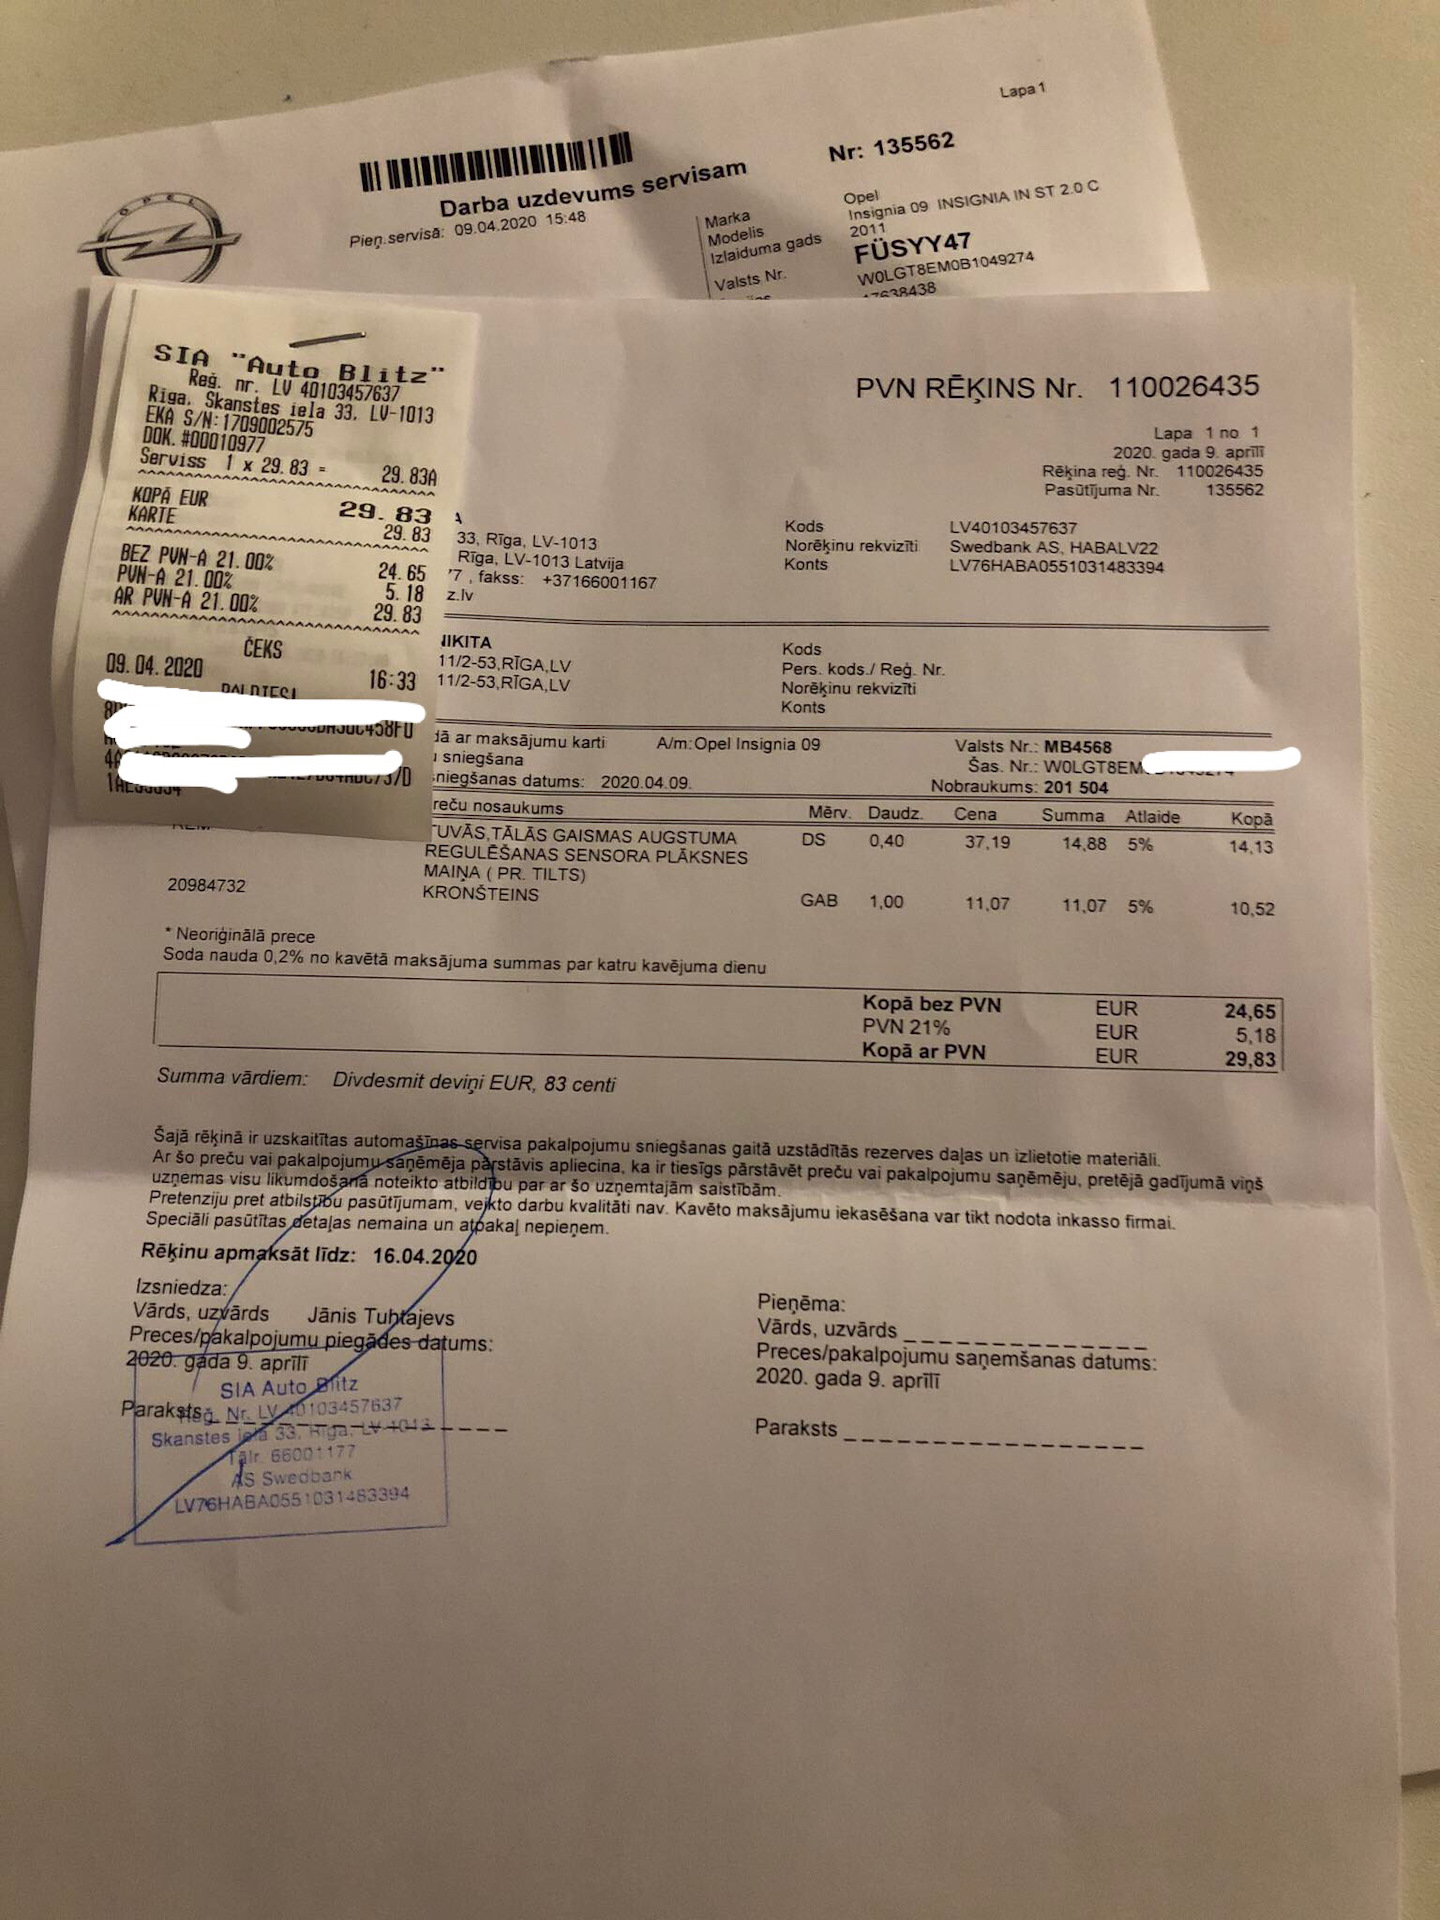 Lapa 1
OPEL
Darba uzdevums servisam
Nr: 135562
Pieņ.servisā: 09.04.2020 15:48
Marka Opel
Modelis Insignia 09 INSIGNIA IN ST 2.0 C
Izlaiduma gads 2011
Valsts Nr. FÜSYY47
W0LGT8EM0B1049274
17638438
SIA "Auto Blitz"
Reģ. nr. LV 40103457637
Rīga, Skanstes iela 33, LV-1013
EKA S/N:1709002575
DOK. #00010977
Serviss 1 x 29.83 = 29.83A
KOPĀ EUR 29.83
KARTE 29.83
BEZ PVN-A 21.00% 24.65
PVN-A 21.00% 5.18
AR PVN-A 21.00% 29.83
ČEKS
09.04.2020 16:33
PALDIES!
PVN RĒĶINS Nr. 110026435
Lapa 1 no 1
2020. gada 9. aprīlī
Rēķina reģ. Nr. 110026435
Pasūtījuma Nr. 135562
A
33, Rīga, LV-1013
Rīga, LV-1013 Latvija
77 , fakss: +37166001167
z.lv
Kods LV40103457637
Norēķinu rekvizīti Swedbank AS, HABALV22
Konts LV76HABA0551031483394
NIKITA
11/2-53,RĪGA,LV
11/2-53,RĪGA,LV
Kods
Pers. kods./ Reģ. Nr.
Norēķinu rekvizīti
Konts
dā ar maksājumu karti A/m:Opel Insignia 09 Valsts Nr.: MB4568
sniegšana Šas. Nr.: W0LGT8EM
sniegšanas datums: 2020.04.09. Nobraukums: 201 504
reču nosaukums Mērv. Daudz. Cena Summa Atlaide Kopā
TUVĀS,TĀLĀS GAISMAS AUGSTUMA DS 0,40 37,19 14,88 5% 14,13
REGULĒŠANAS SENSORA PLĀKSNES
MAIŅA ( PR. TILTS)
20984732 KRONŠTEINS GAB 1,00 11,07 11,07 5% 10,52
* Neoriģinālā prece
Soda nauda 0,2% no kavētā maksājuma summas par katru kavējuma dienu
Kopā bez PVN EUR 24,65
PVN 21% EUR 5,18
Kopā ar PVN EUR 29,83
Summa vārdiem: Divdesmit deviņi EUR, 83 centi
Šajā rēķinā ir uzskaitītas automašīnas servisa pakalpojumu sniegšanas gaitā uzstādītās rezerves daļas un izlietotie materiāli.
Ar šo preču vai pakalpojumu saņēmēja pārstāvis apliecina, ka ir tiesīgs pārstāvēt preču vai pakalpojumu saņēmēju, pretējā gadījumā viņš
uzņemas visu likumdošanā noteikto atbildību par ar šo uzņemtajām saistībām.
Pretenziju pret atbilstību pasūtījumam, veikto darbu kvalitāti nav. Kavēto maksājumu iekasēšana var tikt nodota inkasso firmai.
Speciāli pasūtītas detaļas nemaina un atpakaļ nepieņem.
Rēķinu apmaksāt līdz: 16.04.2020
Izsniedza:
Vārds, uzvārds Jānis Tuhtajevs
Preces/pakalpojumu piegādes datums:
2020. gada 9. aprīlī
Paraksts
SIA Auto Blitz
Reģ. Nr. LV 40103457637
Skanstes iela 33, Rīga, LV-1013
Tālr. 66001177
AS Swedbank
LV76HABA0551031483394
Pieņēma:
Vārds, uzvārds
Preces/pakalpojumu saņemšanas datums:
2020. gada 9. aprīlī
Paraksts